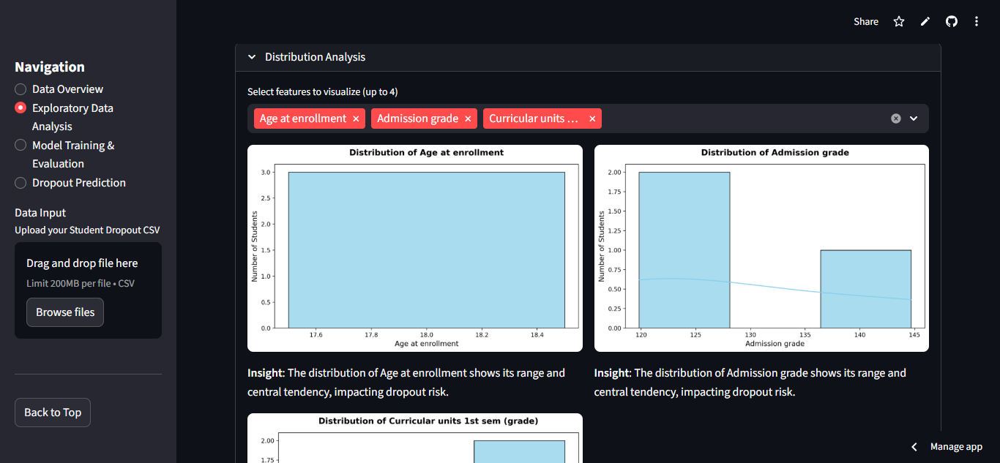 Share
Navigation
Data Overview
Exploratory Data
Analysis
Model Training &
Evaluation
Dropout Prediction
Data Input
Upload your Student Dropout CSV
Drag and drop file here
Limit 200MB per file • CSV
Browse files
Back to Top
Distribution Analysis
Select features to visualize (up to 4)
Age at enrollment ×
Admission grade ×
Curricular units ... ×
Distribution of Age at enrollment
Number of Students
3.0
2.5
2.0
1.5
1.0
0.5
0.0
17.6 17.8 18.0 18.2 18.4
Age at enrollment
Distribution of Admission grade
Number of Students
2.00
1.75
1.50
1.25
1.00
0.75
0.50
0.25
0.00
120 125 130 135 140 145
Admission grade
Insight: The distribution of Age at enrollment shows its range and
central tendency, impacting dropout risk.
Insight: The distribution of Admission grade shows its range and
central tendency, impacting dropout risk.
Distribution of Curricular units 1st sem (grade)
2.00
1.75
Manage app